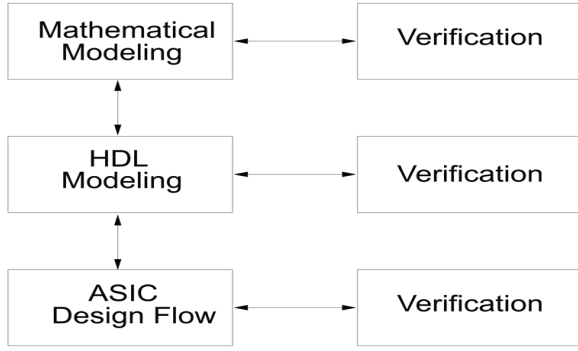 Mathematical
Modeling
Verification
HDL
Modeling
Verification
ASIC
Design Flow
Verification